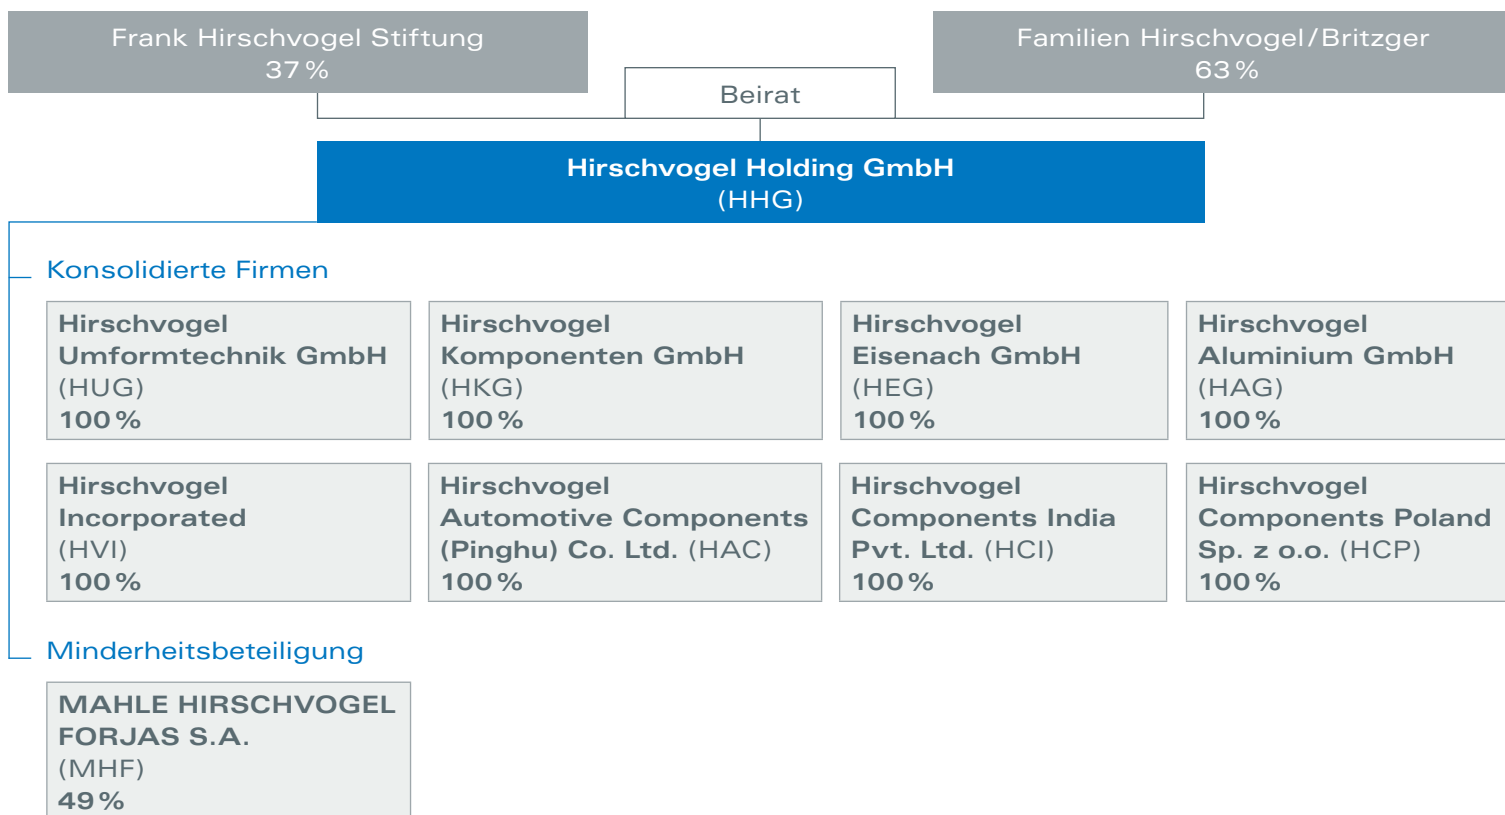 Frank Hirschvogel Stiftung
37 %
Familien Hirschvogel/Britzger
63 %
Beirat
Hirschvogel Holding GmbH
(HHG)
Konsolidierte Firmen
Hirschvogel
Umformtechnik GmbH
(HUG)
100 %
Hirschvogel
Komponenten GmbH
(HKG)
100 %
Hirschvogel
Eisenach GmbH
(HEG)
100 %
Hirschvogel
Aluminium GmbH
(HAG)
100 %
Hirschvogel
Incorporated
(HVI)
100 %
Hirschvogel
Automotive Components
(Pinghu) Co. Ltd. (HAC)
100 %
Hirschvogel
Components India
Pvt. Ltd. (HCI)
100 %
Hirschvogel
Components Poland
Sp. z o.o. (HCP)
100 %
Minderheitsbeteiligung
MAHLE HIRSCHVOGEL
FORJAS S.A.
(MHF)
49 %